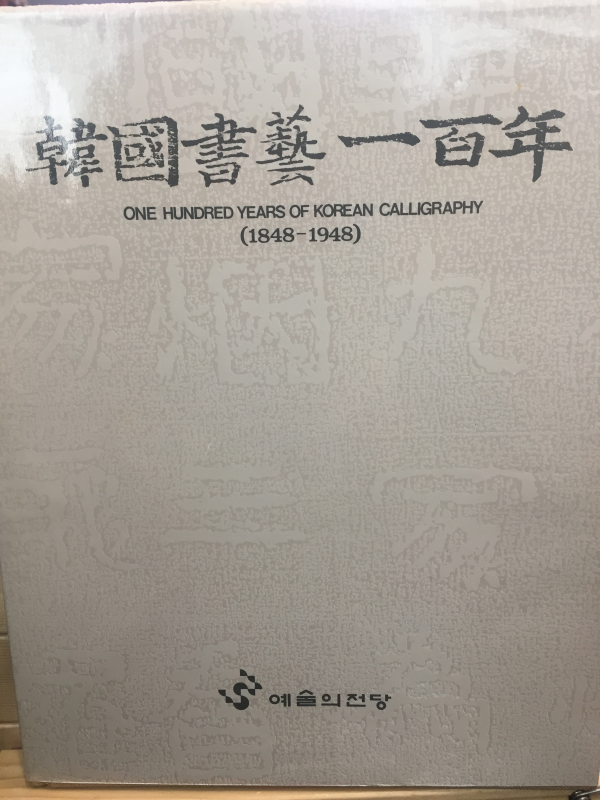 韓國書藝一百年
ONE HUNDRED YEARS OF KOREAN CALLIGRAPHY
(1848-1948)
예술의전당